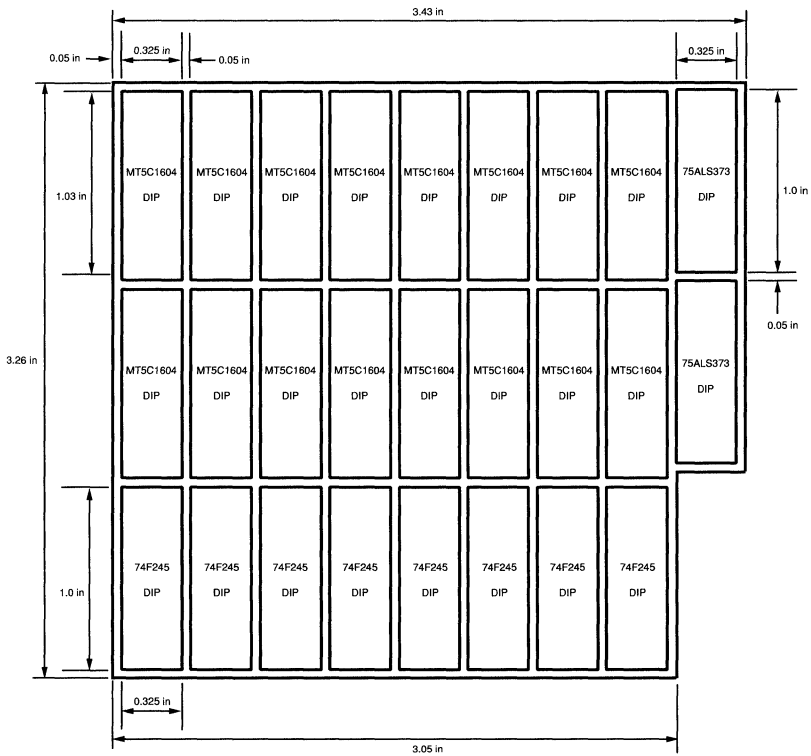 3.43 in
0.325 in
0.325 in
0.05 in
0.05 in
MT5C1604
DIP
MT5C1604
DIP
MT5C1604
DIP
MT5C1604
DIP
MT5C1604
DIP
MT5C1604
DIP
MT5C1604
DIP
MT5C1604
DIP
75ALS373
DIP
1.03 in
1.0 in
0.05 in
3.26 in
MT5C1604
DIP
MT5C1604
DIP
MT5C1604
DIP
MT5C1604
DIP
MT5C1604
DIP
MT5C1604
DIP
MT5C1604
DIP
MT5C1604
DIP
75ALS373
DIP
74F245
DIP
74F245
DIP
74F245
DIP
74F245
DIP
74F245
DIP
74F245
DIP
74F245
DIP
74F245
DIP
1.0 in
0.325 in
3.05 in